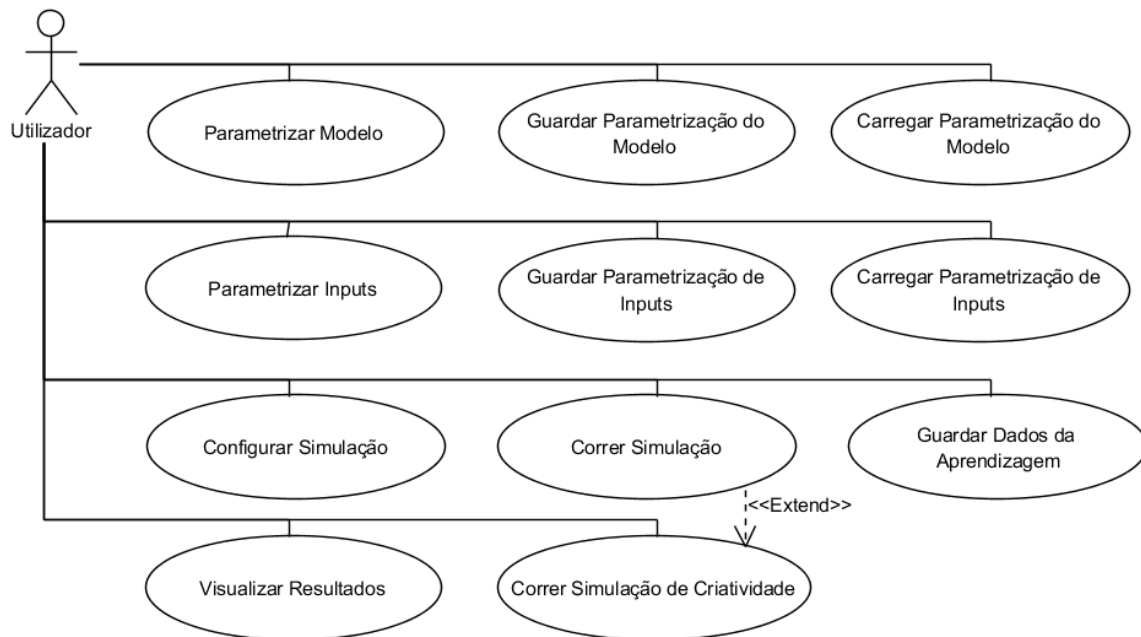 Utilizador
Parametrizar Modelo
Guardar Parametrização do
Modelo
Carregar Parametrização do
Modelo
Parametrizar Inputs
Guardar Parametrização de
Inputs
Carregar Parametrização de
Inputs
Configurar Simulação
Correr Simulação
Guardar Dados da
Aprendizagem
<<Extend>>
Visualizar Resultados
Correr Simulação de Criatividade